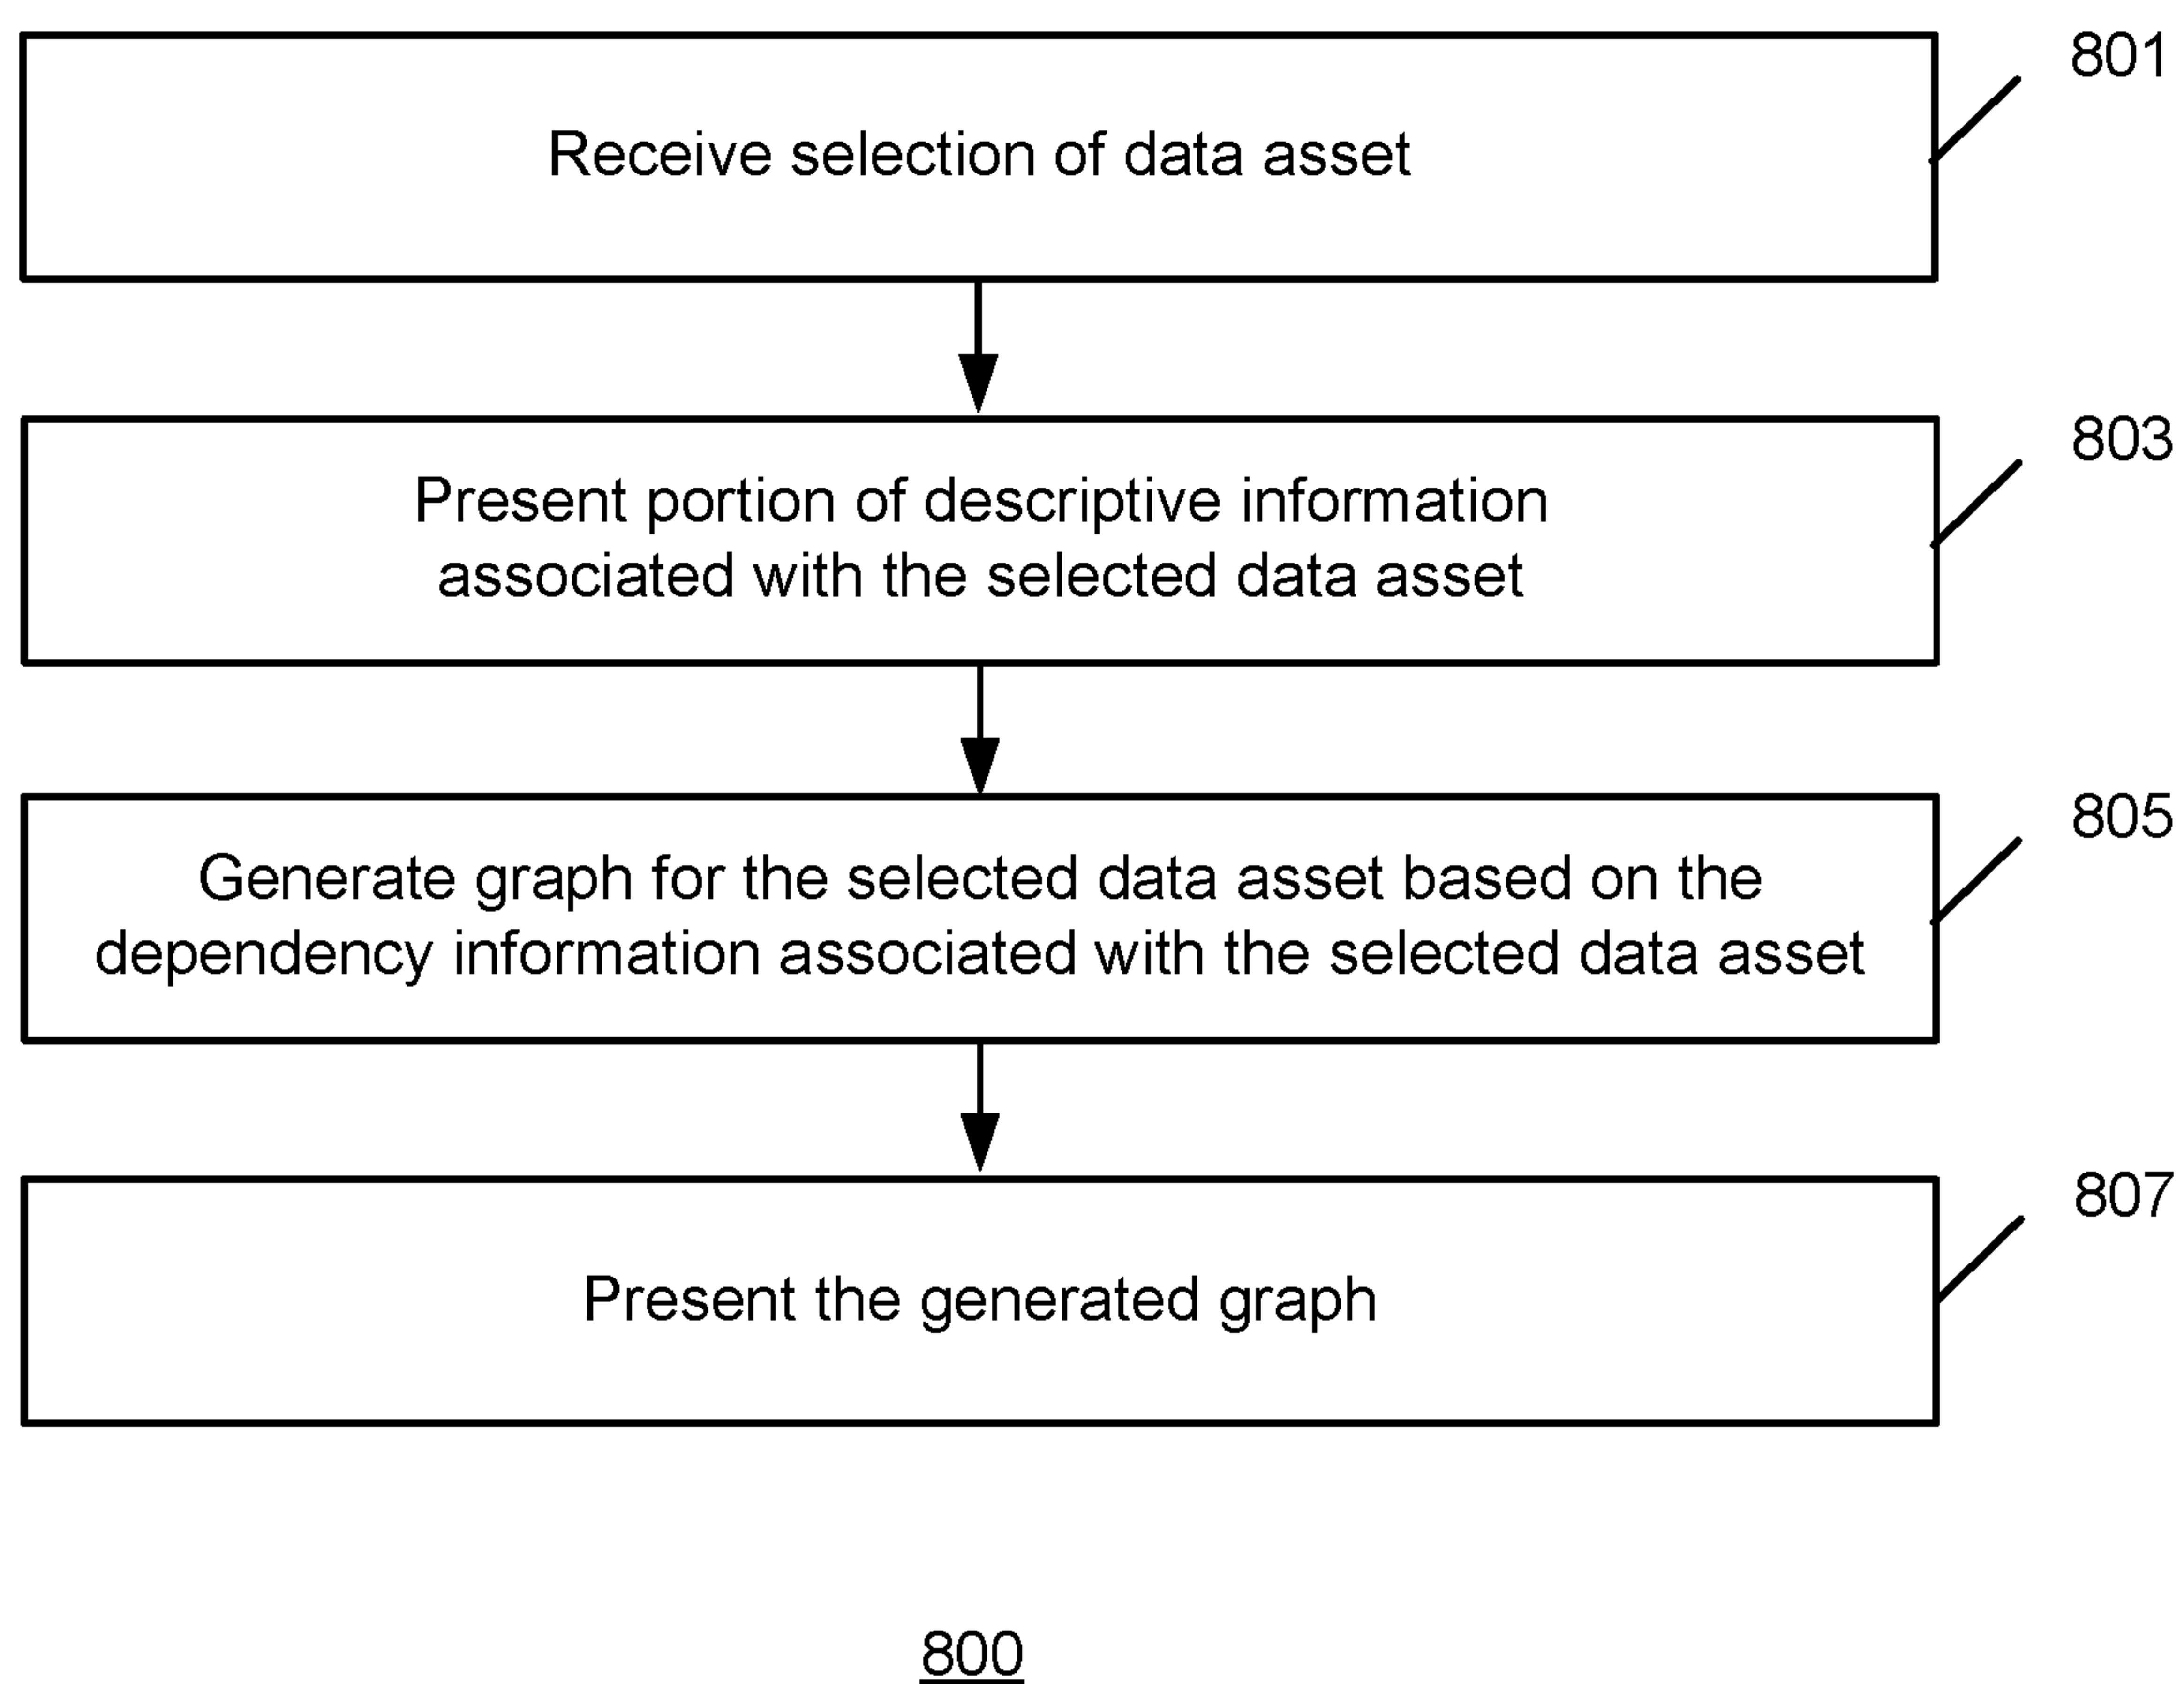 801
Receive selection of data asset
803
Present portion of descriptive information
associated with the selected data asset
805
Generate graph for the selected data asset based on the
dependency information associated with the selected data asset
807
Present the generated graph
800